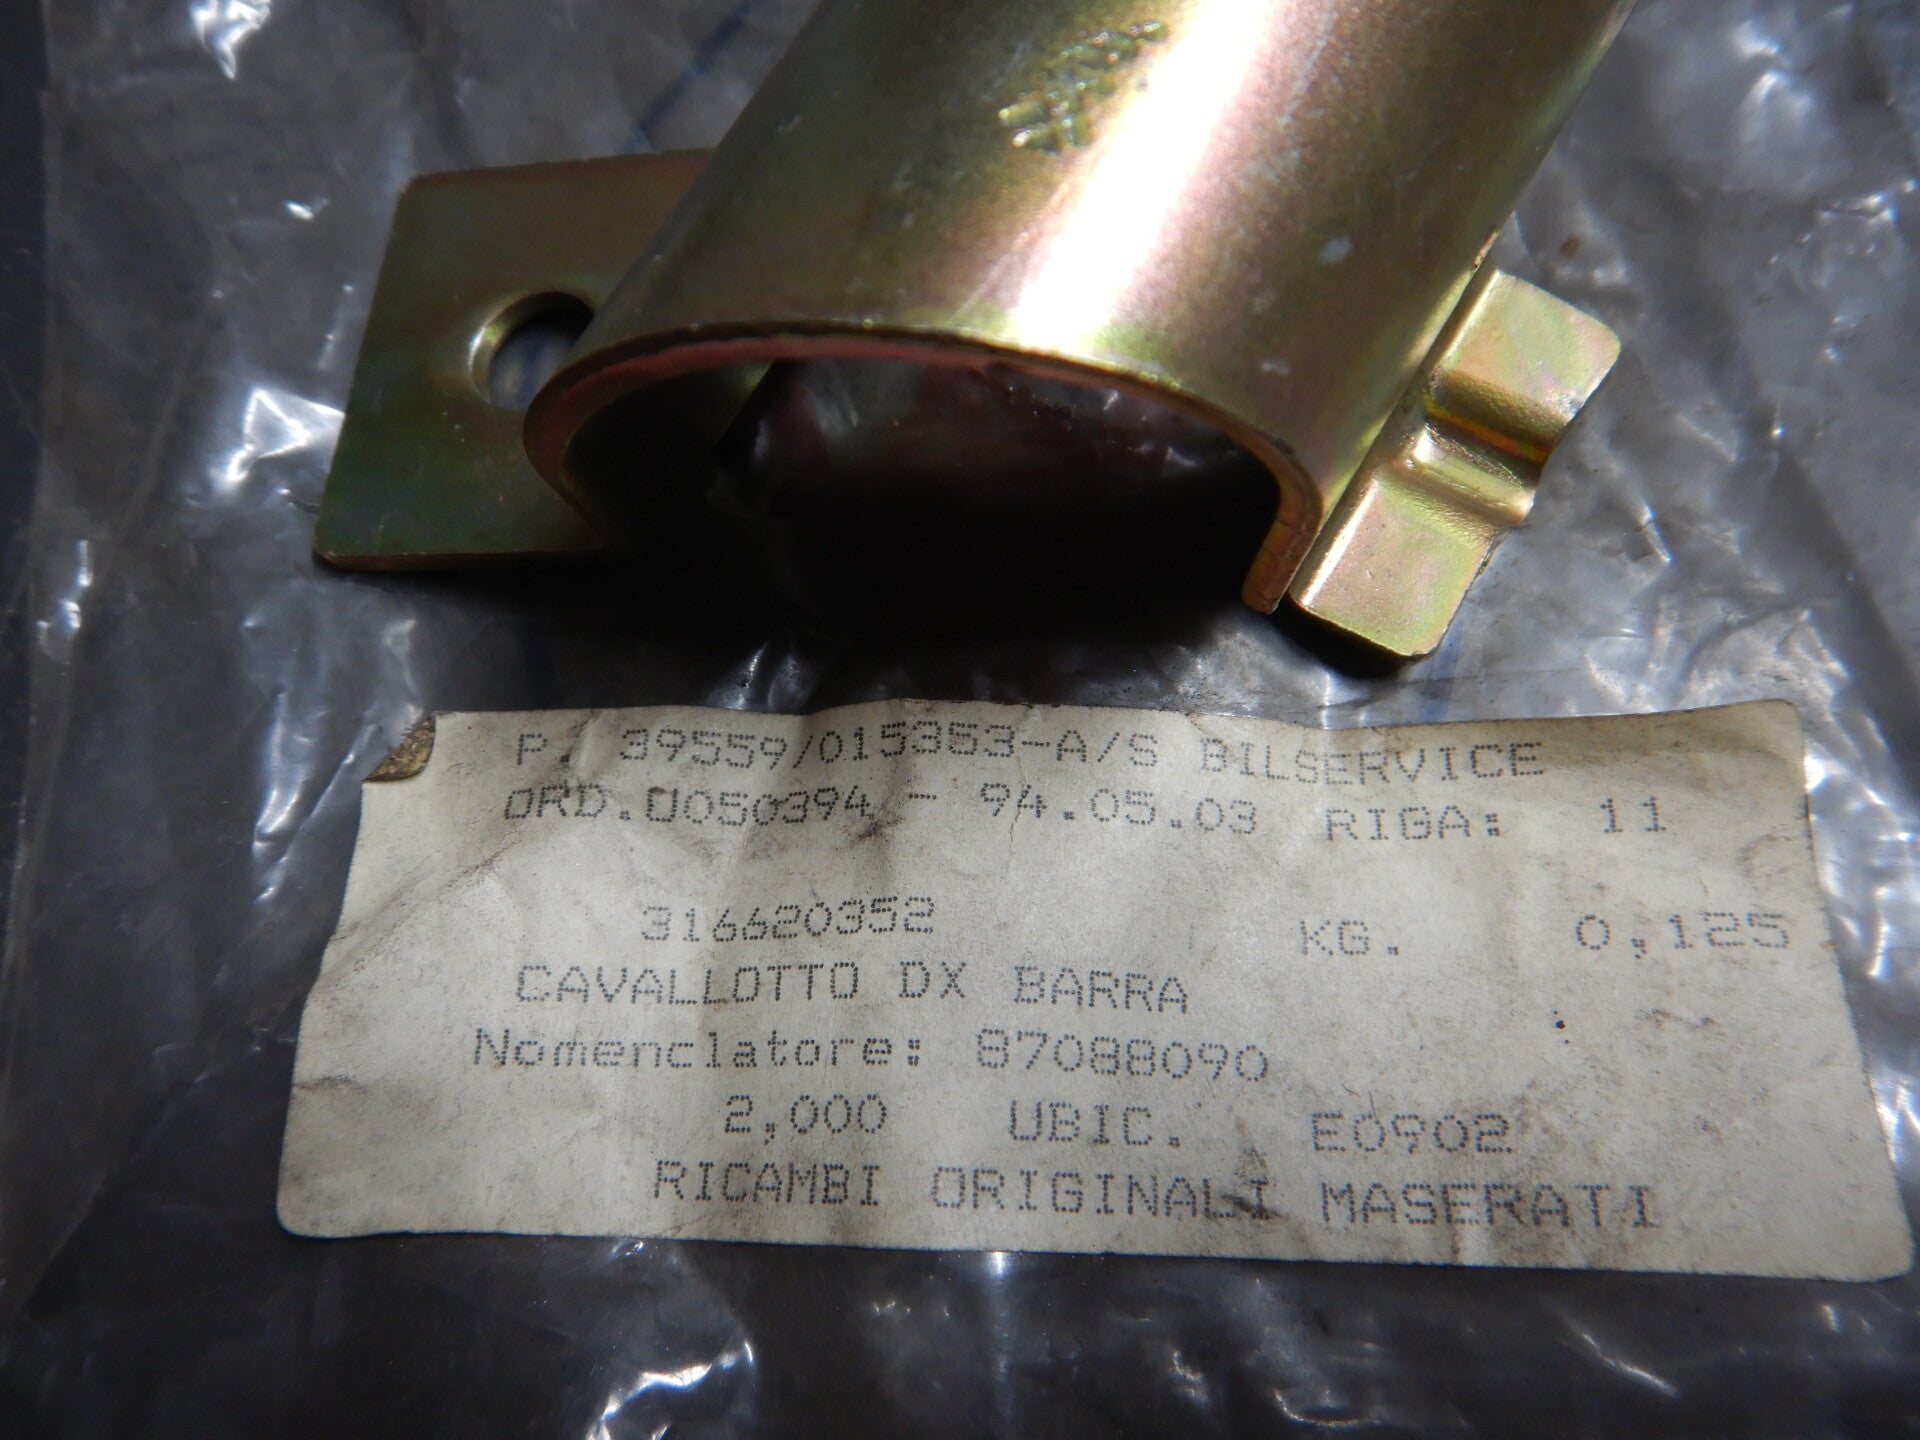 P. 39559/015353-A/S BILSERVICE
ORD.0050394 - 94.05.03 RIGA: 11
316620352 KG. 0,125
CAVALLOTTO DX BARRA
Nomenclatore: 87088090
2,000 UBIC. E0902
RICAMBI ORIGINALI MASERATI